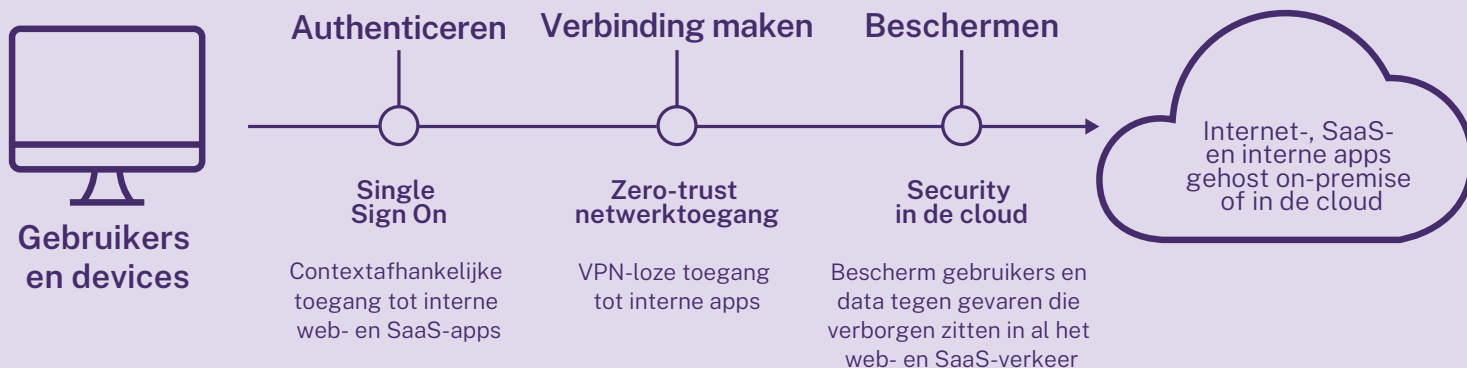 Gebruikers
en devices
Authenticeren
Single
Sign On
Contextafhankelijke
toegang tot interne
web- en SaaS-apps
Verbinding maken
Zero-trust
netwerktoegang
VPN-loze toegang
tot interne apps
Beschermen
Security
in de cloud
Bescherm gebruikers en
data tegen gevaren die
verborgen zitten in al het
web- en SaaS-verkeer
Internet-, SaaS-
en interne apps
gehost on-premise
of in de cloud